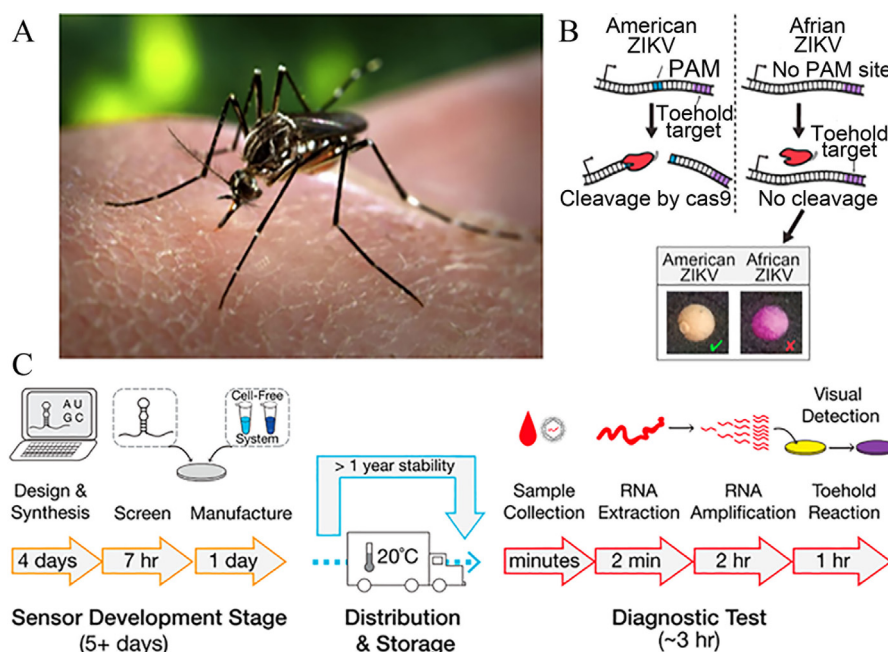 A
B
American
ZIKV
PAM
Toehold
target
Cleavage by cas9
Afrian
ZIKV
No PAM site
Toehold
target
No cleavage
American
ZIKV
African
ZIKV
C
A U
G C
Cell-Free
System
Design &
Synthesis
Screen
Manufacture
4 days
7 hr
1 day
Sensor Development Stage
(5+ days)
> 1 year stability
20°C
Distribution
& Storage
Visual
Detection
Sample
Collection
RNA
Extraction
RNA
Amplification
Toehold
Reaction
minutes
2 min
2 hr
1 hr
Diagnostic Test
(~3 hr)